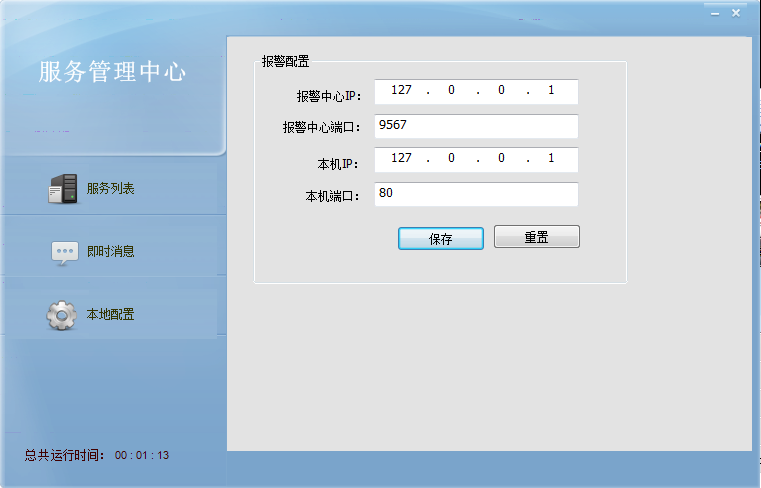 服务管理中心
服务列表
即时消息
本地配置
总共运行时间： 00 : 01 : 13
报警配置
报警中心IP： 127 . 0 . 0 . 1
报警中心端口： 9567
本机IP： 127 . 0 . 0 . 1
本机端口： 80
保存 重置